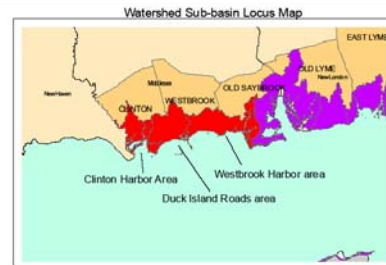 Watershed Sub-basin Locus Map
EAST LYME
OLD LYME
New London
OLD SAYBROOK
Middlesex
WESTBROOK
New Haven
CLINTON
Westbrook Harbor area
Clinton Harbor Area
Duck Island Roads area